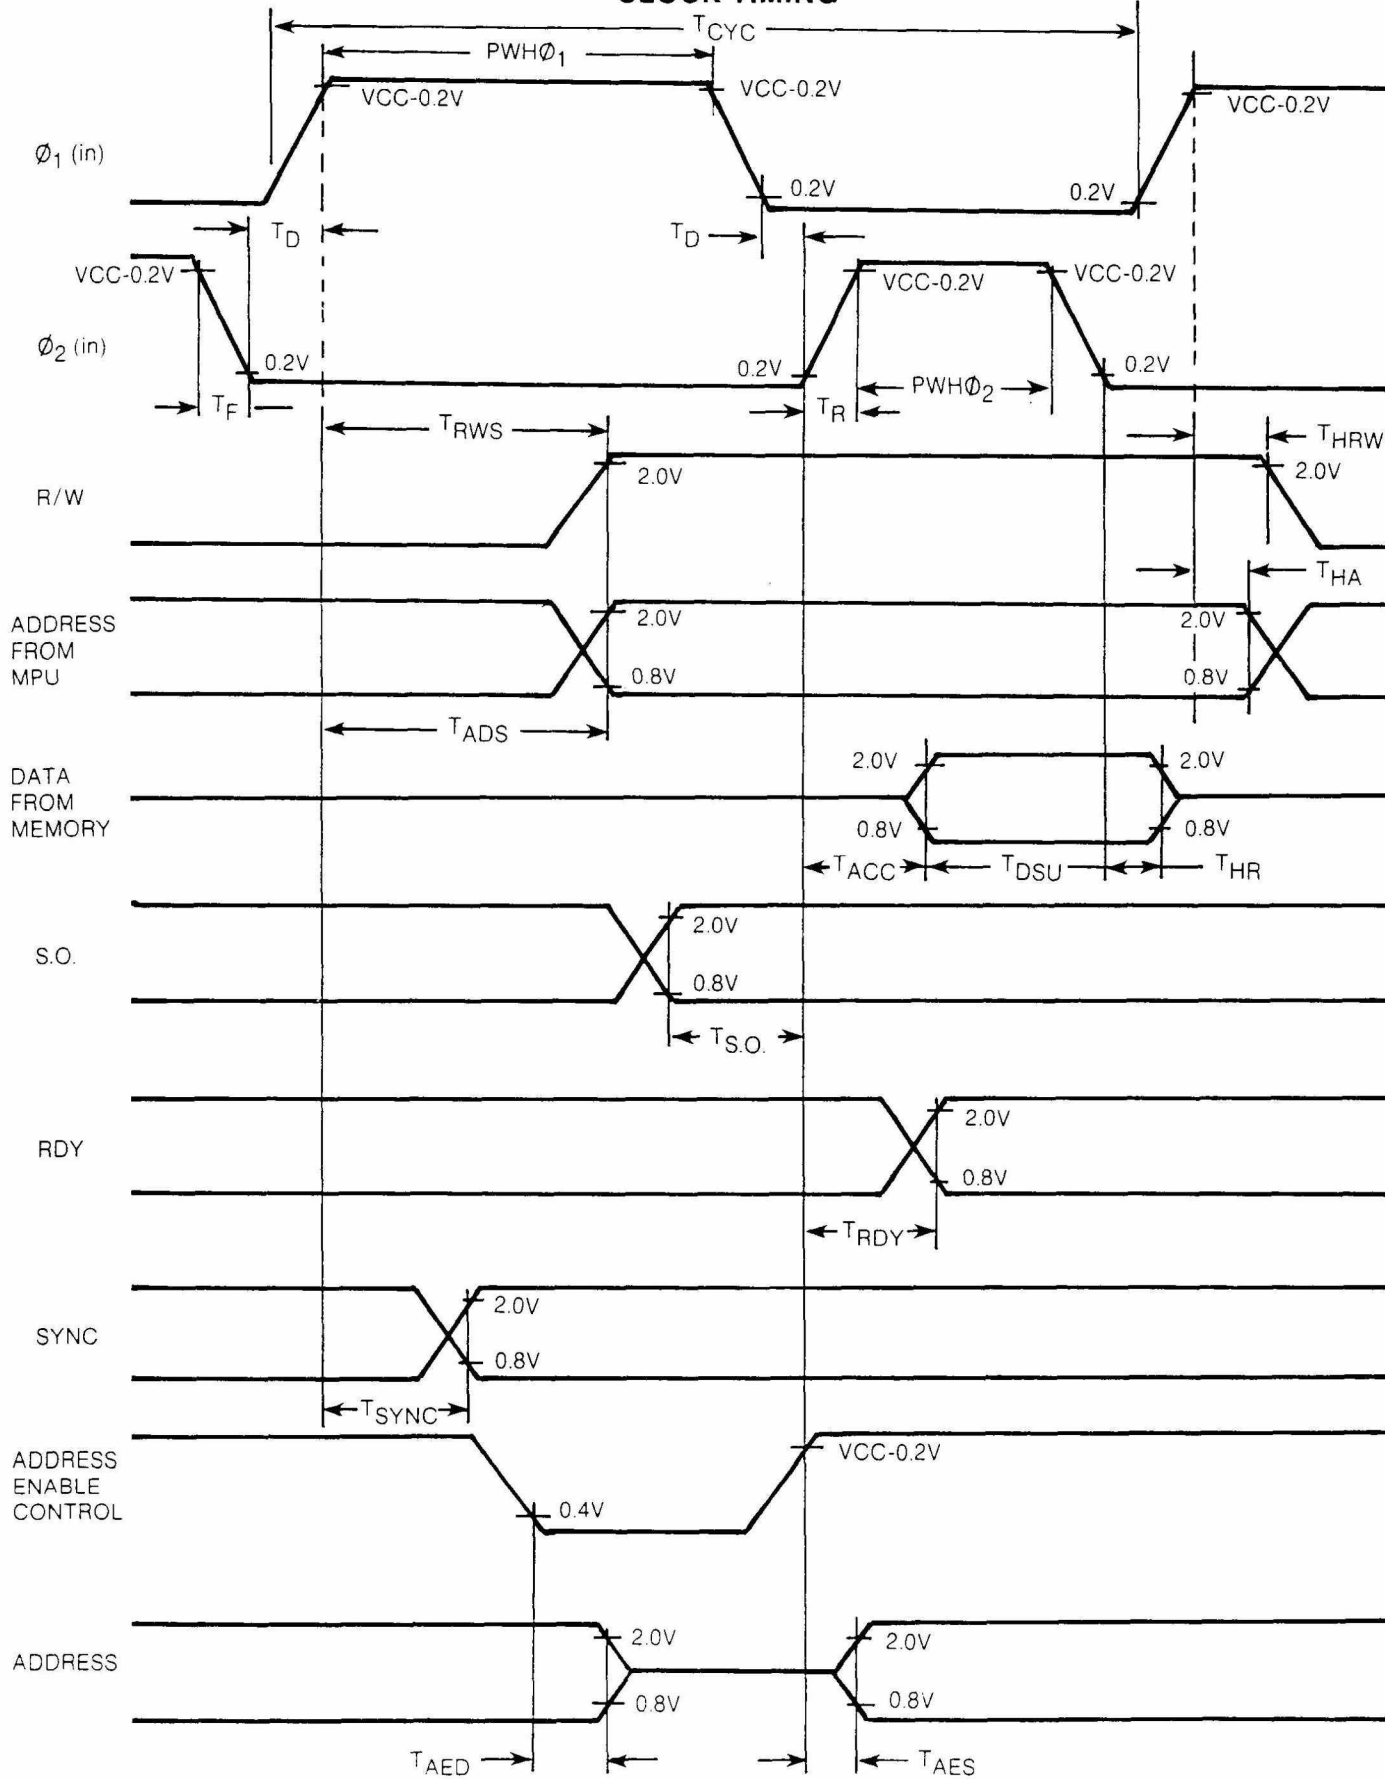 CLOCK TIMING
TCYC
PWHØ1
VCC-0.2V VCC-0.2V VCC-0.2V
Ø1 (in)
0.2V 0.2V
TD TD
VCC-0.2V VCC-0.2V VCC-0.2V
Ø2 (in)
0.2V 0.2V 0.2V
TF TR PWHØ2
TRWS THRW
R/W
2.0V 2.0V
THA
ADDRESS
FROM
MPU
2.0V 2.0V
0.8V 0.8V
TADS
DATA
FROM
MEMORY
2.0V 2.0V
0.8V 0.8V
TACC TDSU THR
S.O.
2.0V
0.8V
TS.O.
RDY
2.0V
0.8V
TRDY
SYNC
2.0V
0.8V
TSYNC
ADDRESS
ENABLE
CONTROL
VCC-0.2V
0.4V
ADDRESS
2.0V 2.0V
0.8V 0.8V
TAED TAES